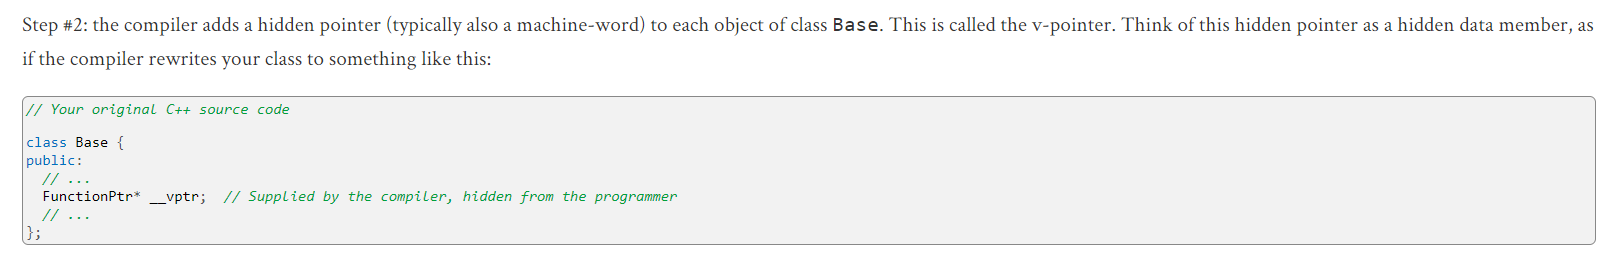 Step #2: the compiler adds a hidden pointer (typically also a machine-word) to each object of class Base. This is called the v-pointer. Think of this hidden pointer as a hidden data member, as
if the compiler rewrites your class to something like this:
// Your original C++ source code
class Base {
public:
  // ...
  FunctionPtr* __vptr;  // Supplied by the compiler, hidden from the programmer
  // ...
};